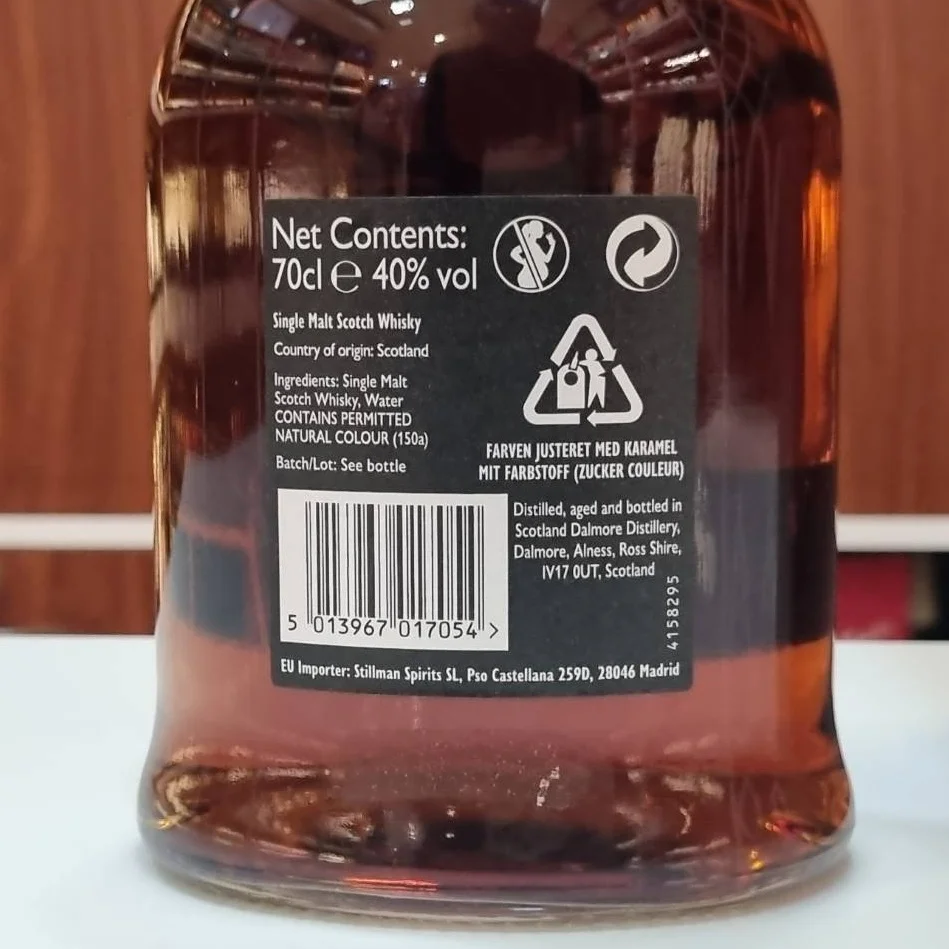 Net Contents:
70cl ℮ 40% vol
Single Malt Scotch Whisky
Country of origin: Scotland
Ingredients: Single Malt
Scotch Whisky, Water
CONTAINS PERMITTED
NATURAL COLOUR (150a)
Batch/Lot: See bottle
FARVEN JUSTERET MED KARAMEL
MIT FARBSTOFF (ZUCKER COULEUR)
Distilled, aged and bottled in
Scotland Dalmore Distillery,
Dalmore, Alness, Ross Shire,
IV17 0UT, Scotland
4158295
5 013967 017054 >
EU Importer: Stillman Spirits SL, Pso Castellana 259D, 28046 Madrid